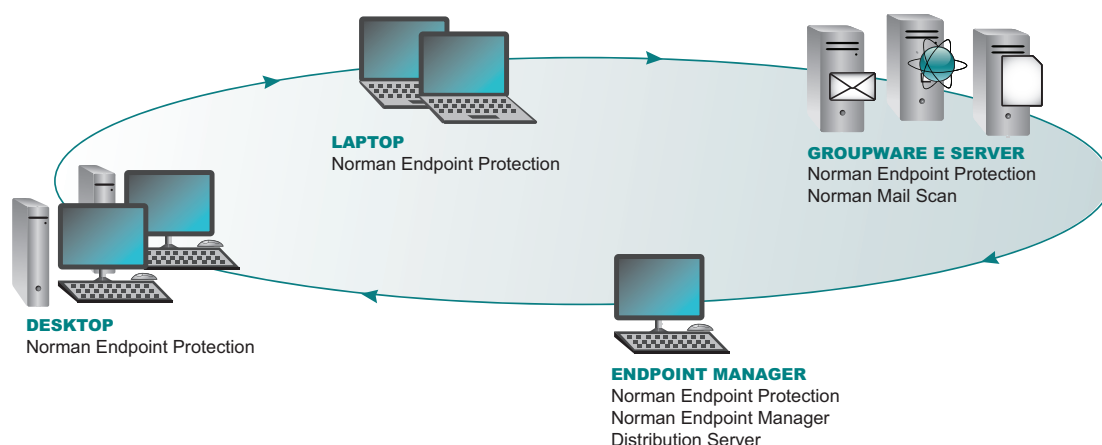 LAPTOP
Norman Endpoint Protection
GROUPWARE E SERVER
Norman Endpoint Protection
Norman Mail Scan
DESKTOP
Norman Endpoint Protection
ENDPOINT MANAGER
Norman Endpoint Protection
Norman Endpoint Manager
Distribution Server